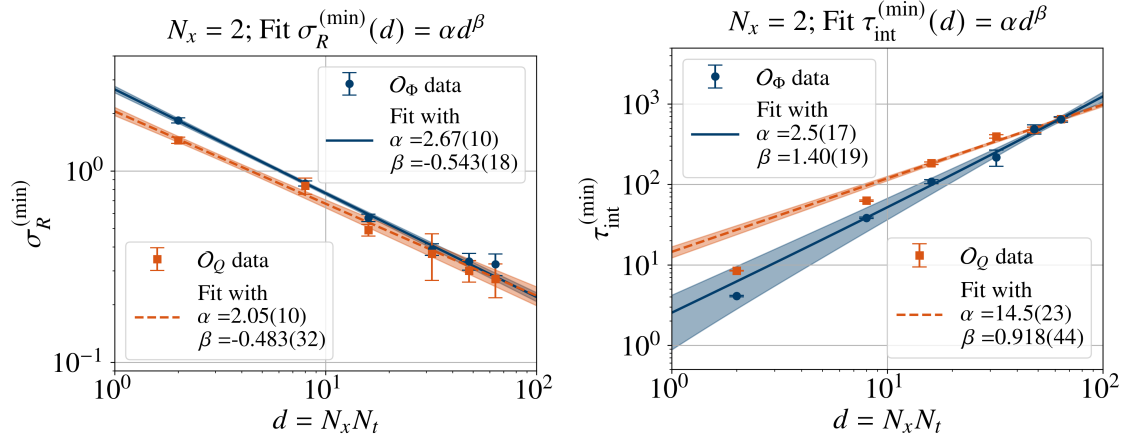 N_x = 2; Fit σ_R^(min)(d) = αd^β
σ_R^(min)
10^0
10^−1
O_Φ data
Fit with
α =2.67(10)
β =-0.543(18)
O_Q data
Fit with
α =2.05(10)
β =-0.483(32)
10^0
10^1
10^2
d = N_xN_t
N_x = 2; Fit τ_int^(min)(d) = αd^β
τ_int^(min)
10^3
10^2
10^1
10^0
O_Φ data
Fit with
α =2.5(17)
β =1.40(19)
O_Q data
Fit with
α =14.5(23)
β =0.918(44)
10^0
10^1
10^2
d = N_xN_t